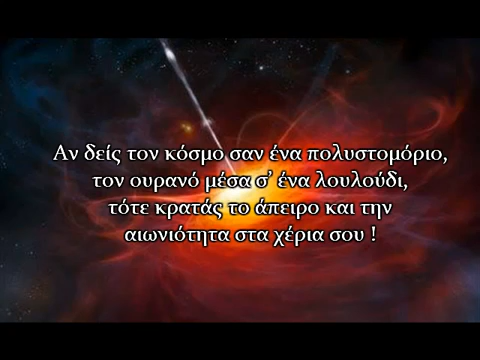 Αν δείς τον κόσμο σαν ένα πολυστομόριο,
τον ουρανό μέσα σ' ένα λουλούδι,
τότε κρατάς το άπειρο και την
αιωνιότητα στα χέρια σου !